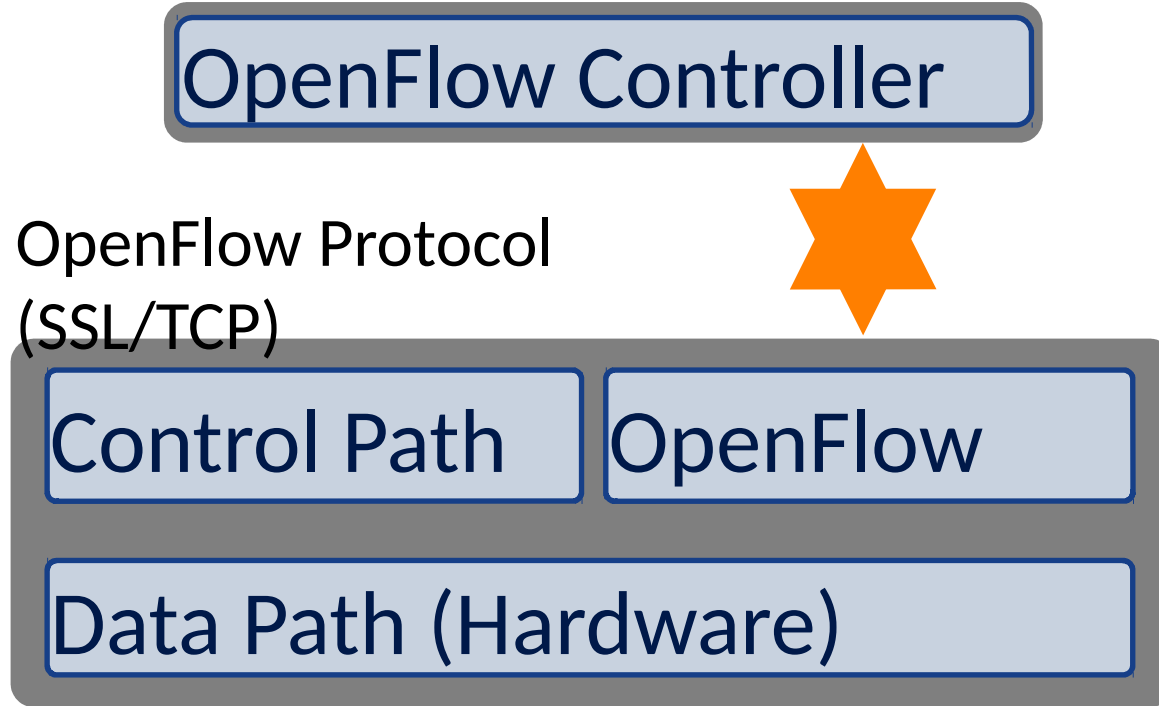 OpenFlow Controller
OpenFlow Protocol
(SSL/TCP)
Control Path
OpenFlow
Data Path (Hardware)